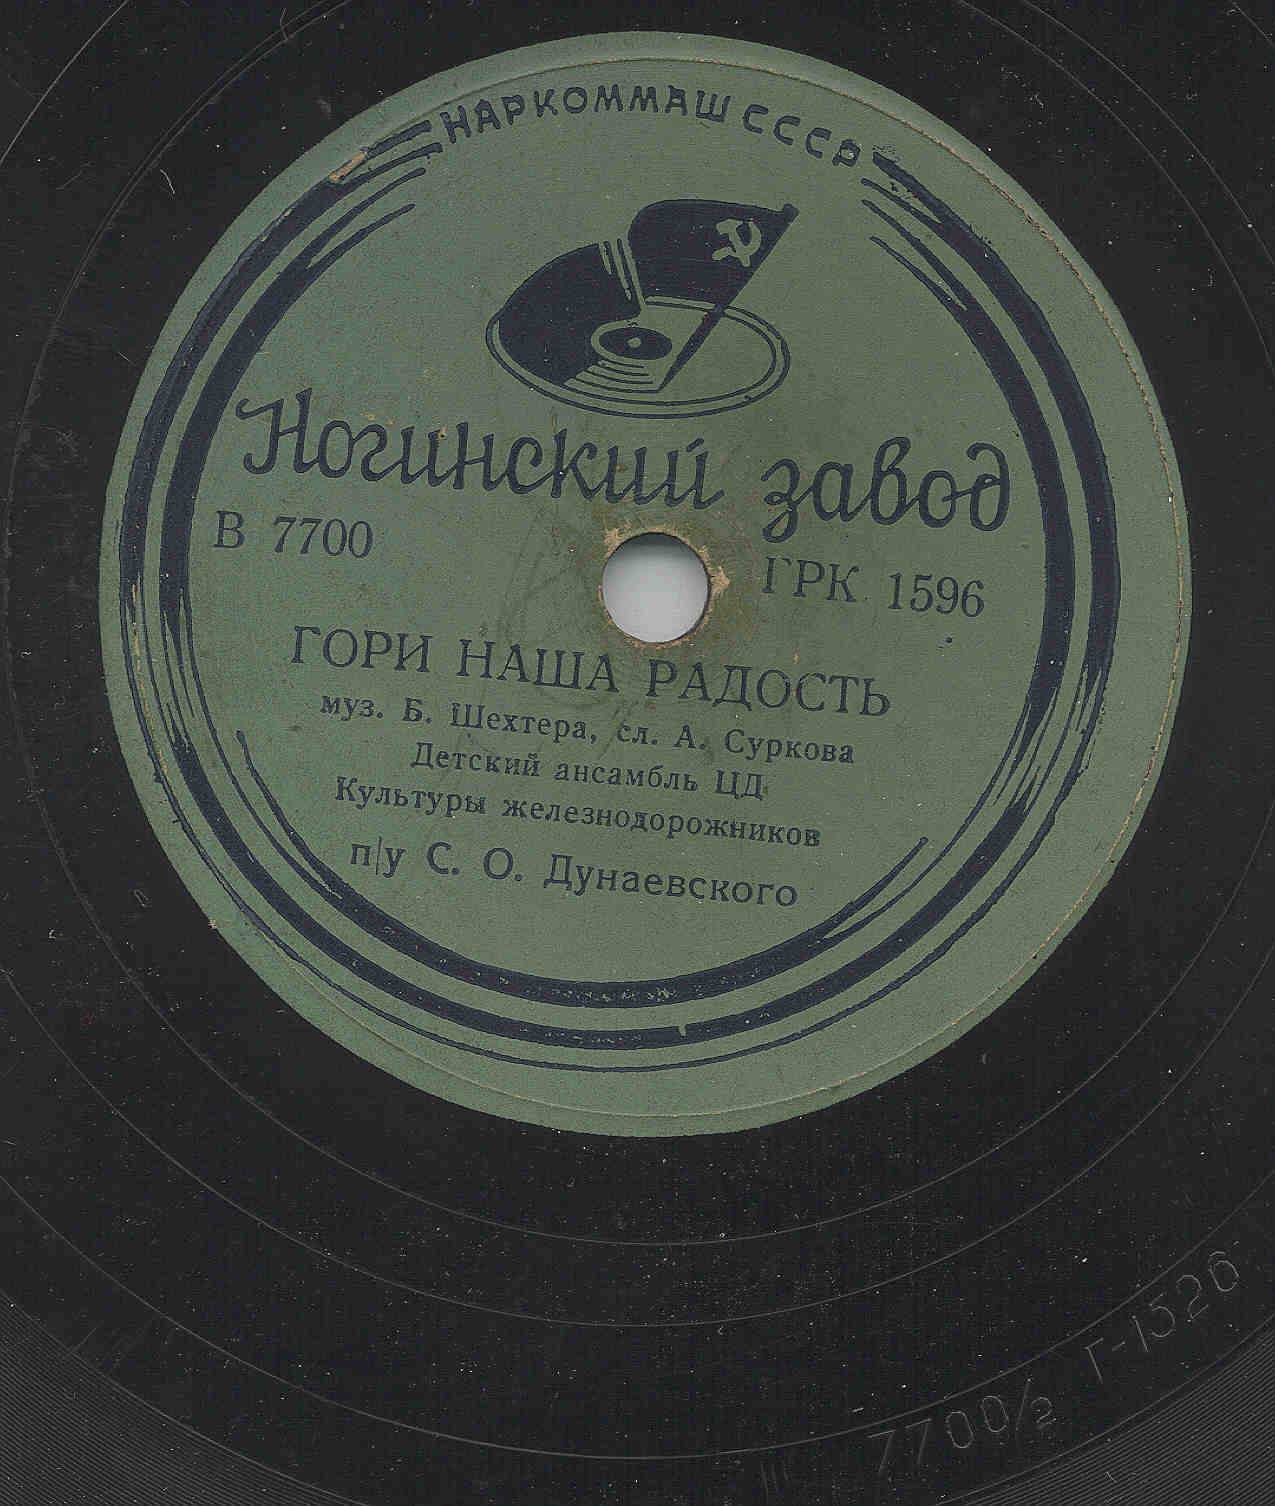 НАРКОММАШ СССР
Ногинский завод
В 7700
ГРК 1596
ГОРИ НАША РАДОСТЬ
муз. Б. Шехтера, сл. А. Суркова
Детский ансамбль ЦД
Культуры железнодорожников
п/у С. О. Дунаевского
7700/2 Г-1526